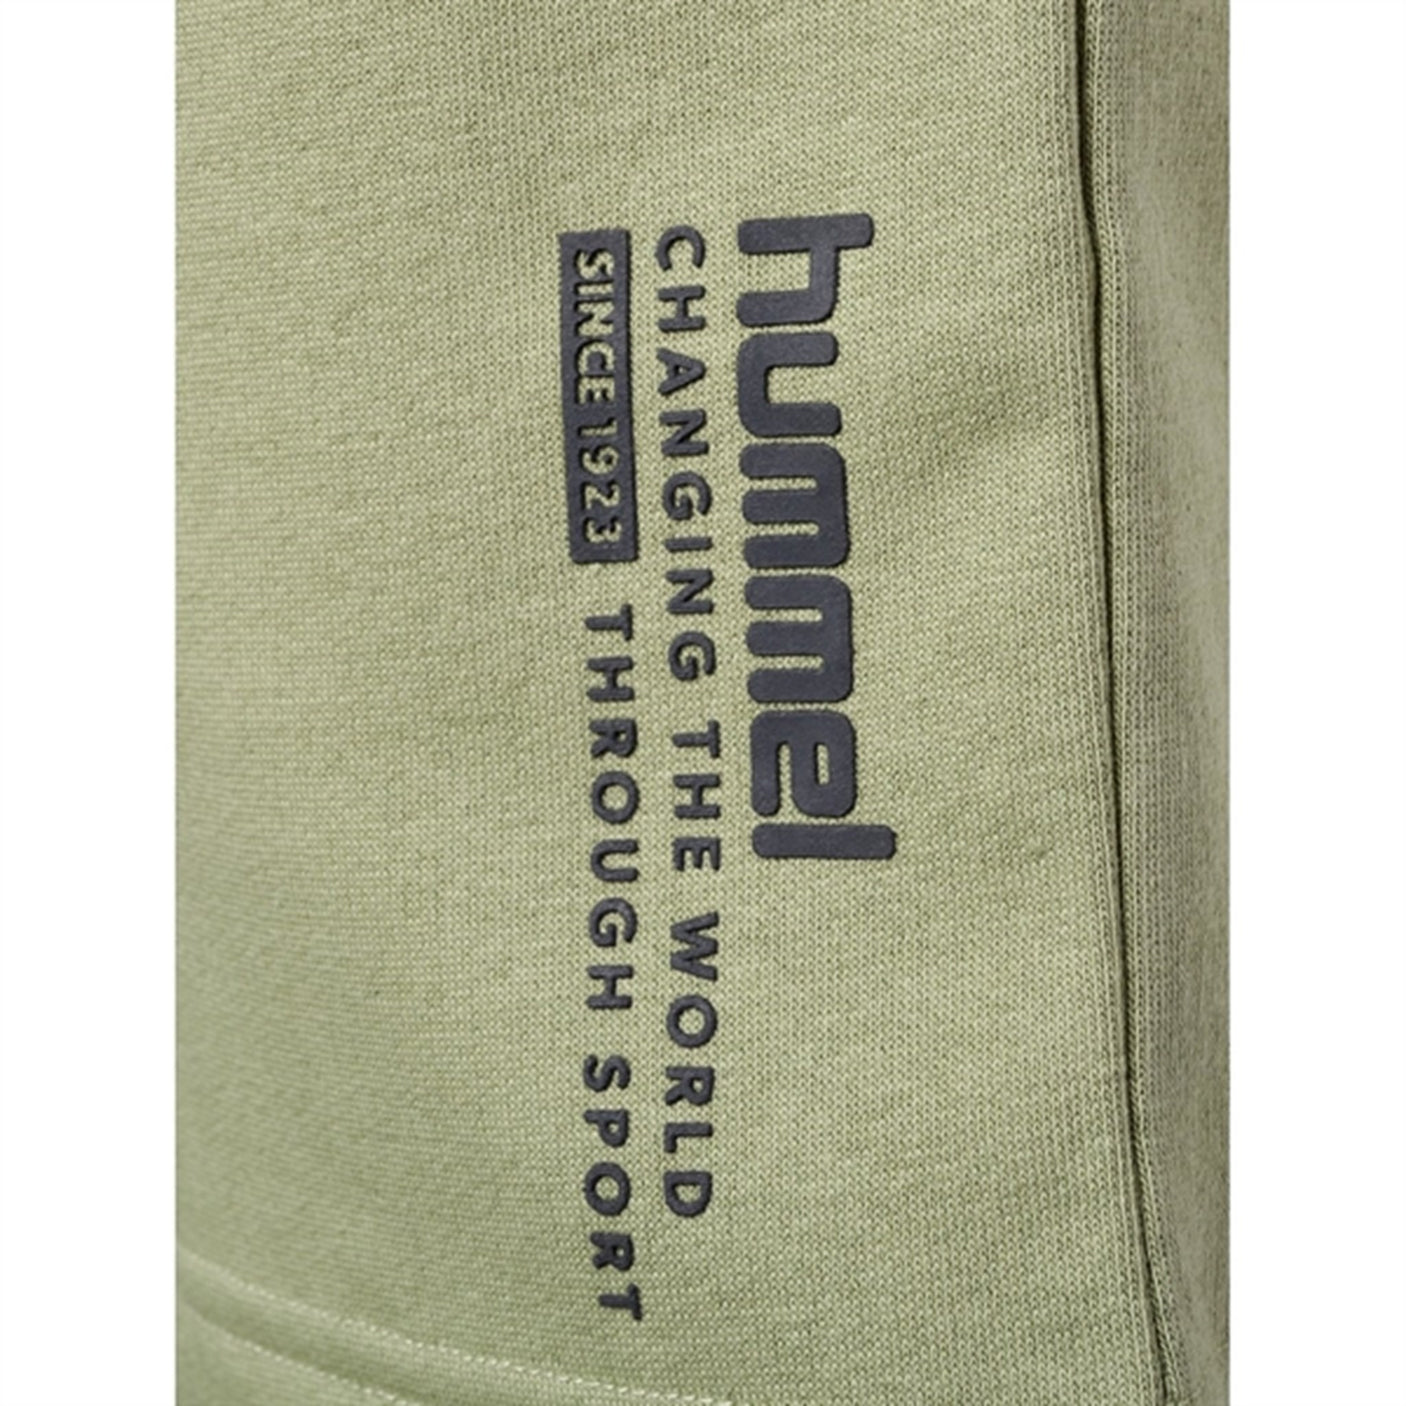 hummel
CHANGING THE WORLD
SINCE 1923 THROUGH SPORT